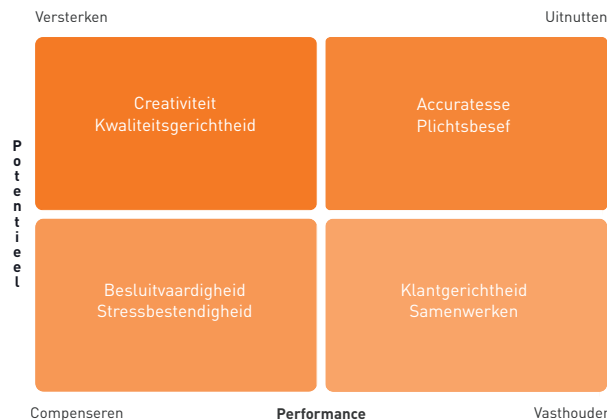 Versterken
Uitnutten
Creativiteit
Kwaliteitsgerichtheid
Accuratesse
Plichtsbesef
Potentieel
Besluitvaardigheid
Stressbestendigheid
Klantgerichtheid
Samenwerken
Compenseren
Performance
Vasthouden